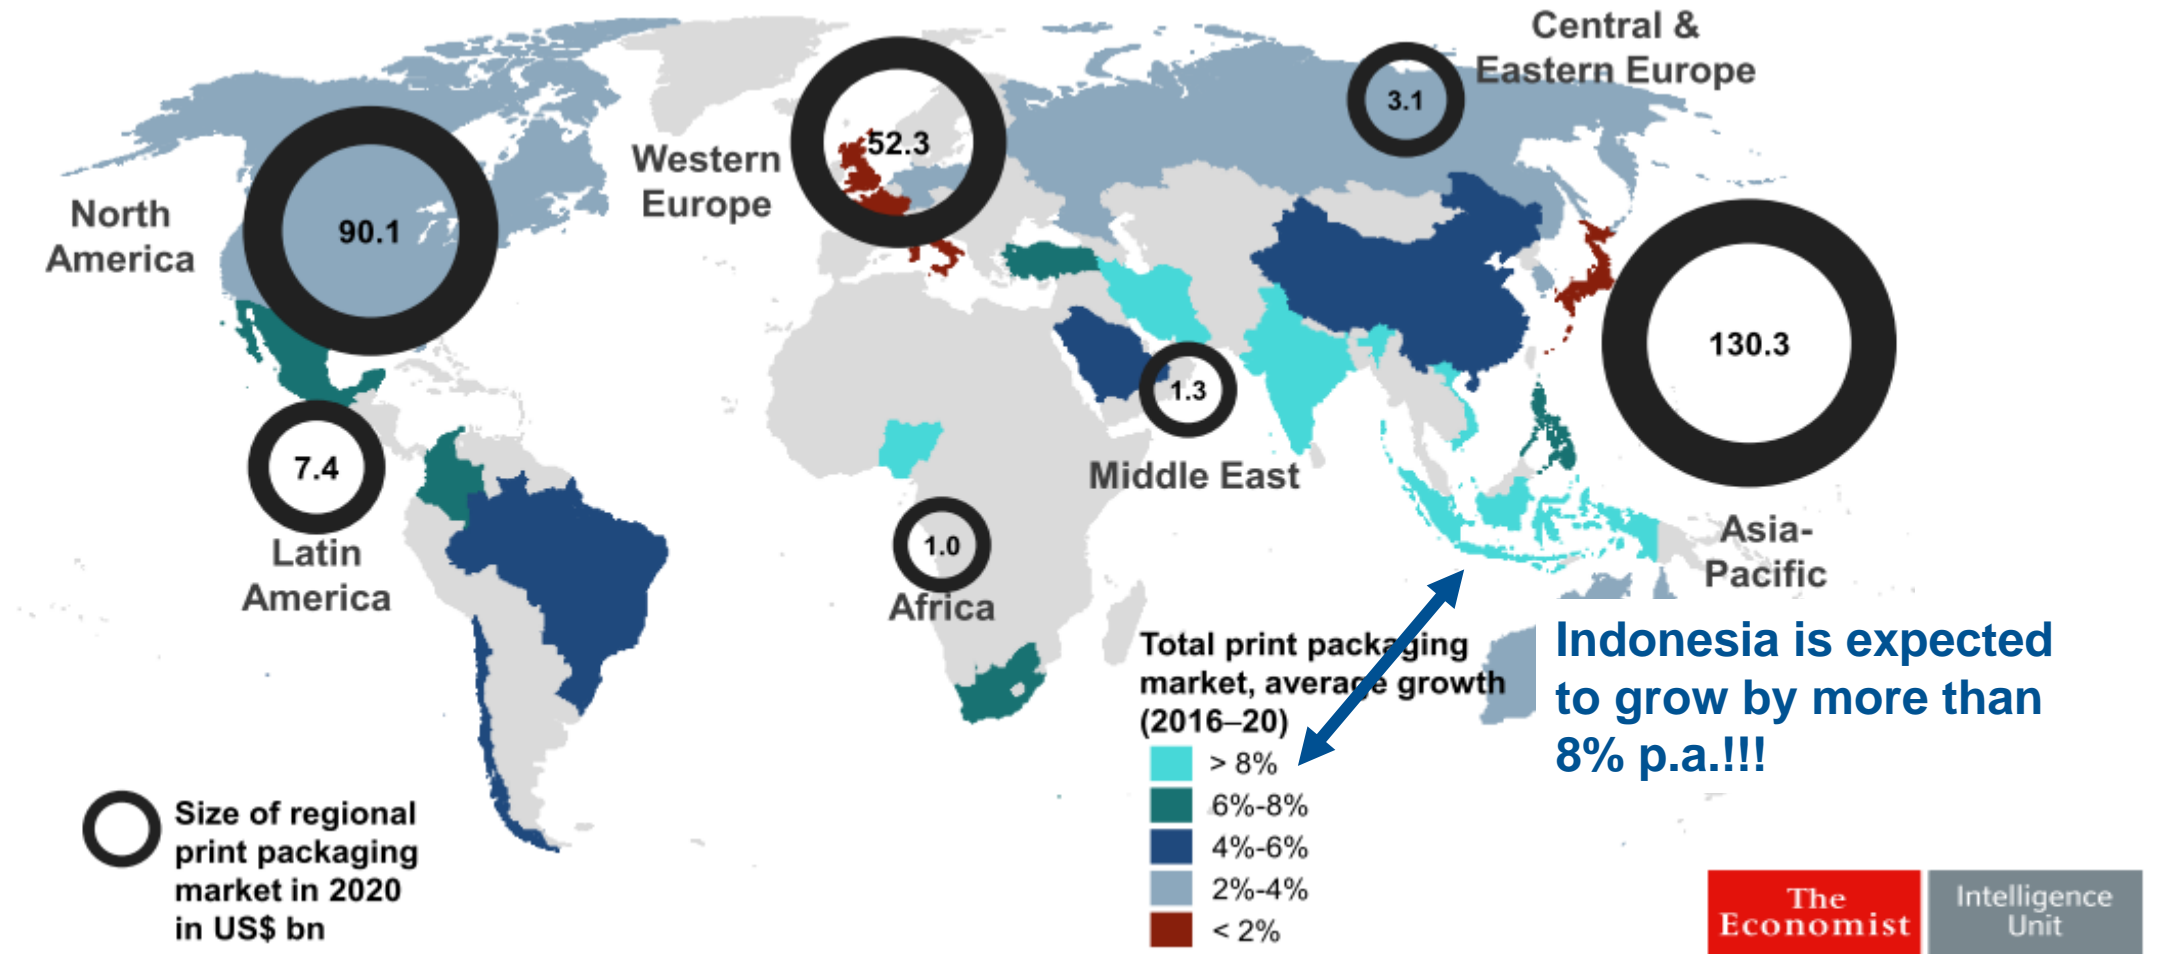 Central &
Eastern Europe
3.1
52.3
Western
Europe
North
America
90.1
130.3
1.3
Middle East
7.4
Latin
America
1.0
Africa
Asia-
Pacific
Total print packaging
market, average growth
(2016–20)
> 8%
6%-8%
4%-6%
2%-4%
< 2%
Indonesia is expected
to grow by more than
8% p.a.!!!
Size of regional
print packaging
market in 2020
in US$ bn
The
Economist
Intelligence
Unit